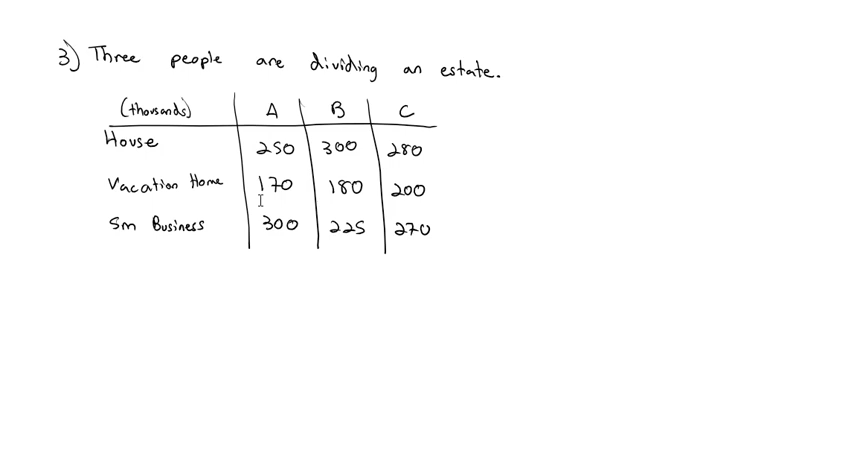 3) Three people are dividing an estate.
(thousands) A B C
House 250 300 280
Vacation Home 170 180 200
Sm Business 300 225 270